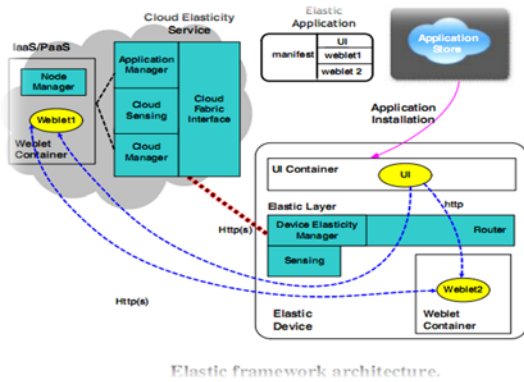 Cloud Elasticity
Service
IaaS/PaaS
Node
Manager
Weblet1
Weblet
Container
Application
Manager
Cloud
Sensing
Cloud
Manager
Cloud
Fabric
Interface
Elastic
Application
manifest
UI
weblet1
weblet 2
Application
Store
Application
Installation
UI Container
UI
http
Elastic Layer
Device Elasticity
Manager
Router
Sensing
Http(s)
Http(s)
Weblet2
Weblet
Container
Elastic
Device
Elastic framework architecture.